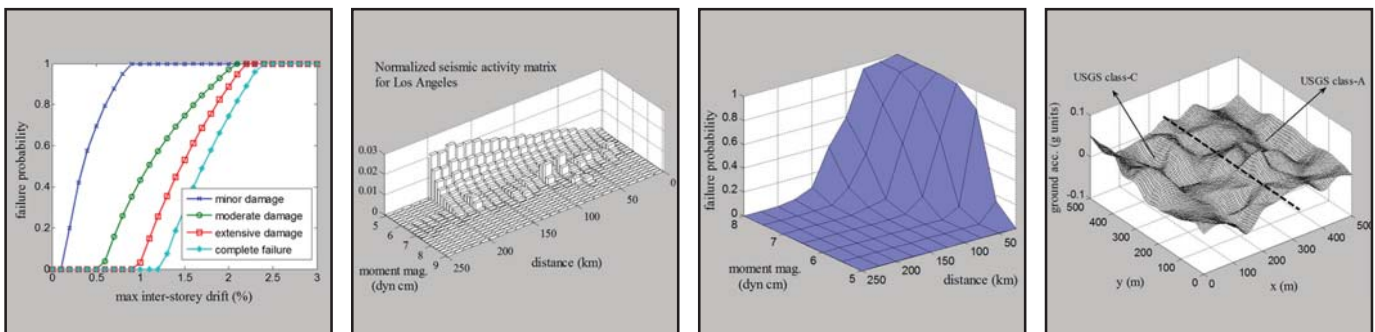 1
0.8
0.6
0.4
0.2
0
failure probability
minor damage
moderate damage
extensive damage
complete failure
0 0.5 1 1.5 2 2.5 3
max inter-storey drift (%)
Normalized seismic activity matrix
for Los Angeles
0.03
0.02
0.01
0
5 6 7 8 9
moment mag.
(dyn cm)
250 200 150 100 50 0
distance (km)
1
0.8
0.6
0.4
0.2
0
failure probability
8 7 6 5
moment mag.
(dyn cm)
250 200 150 100 50
distance (km)
USGS class-C
USGS class-A
0.1
0
-0.1
ground acc. (g units)
500 400 300 200 100 0
y (m)
0 100 200 300 400 500
x (m)